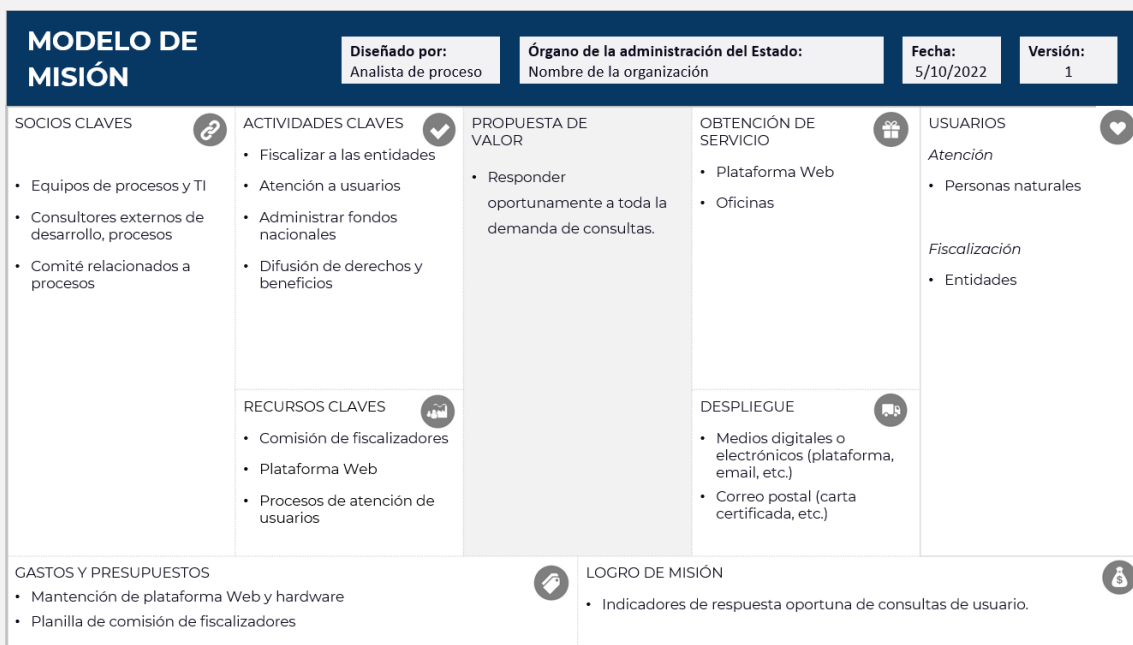 MODELO DE
MISIÓN
Diseñado por:
Analista de proceso
Órgano de la administración del Estado:
Nombre de la organización
Fecha:
5/10/2022
Versión:
1
SOCIOS CLAVES
• Equipos de procesos y TI
• Consultores externos de
desarrollo, procesos
• Comité relacionados a
procesos
ACTIVIDADES CLAVES
• Fiscalizar a las entidades
• Atención a usuarios
• Administrar fondos
nacionales
• Difusión de derechos y
beneficios
RECURSOS CLAVES
• Comisión de fiscalizadores
• Plataforma Web
• Procesos de atención de
usuarios
PROPUESTA DE
VALOR
• Responder
oportunamente a toda la
demanda de consultas.
OBTENCIÓN DE
SERVICIO
• Plataforma Web
• Oficinas
DESPLIEGUE
• Medios digitales o
electrónicos (plataforma,
email, etc.)
• Correo postal (carta
certificada, etc.)
USUARIOS
Atención
• Personas naturales
Fiscalización
• Entidades
GASTOS Y PRESUPUESTOS
• Mantención de plataforma Web y hardware
• Planilla de comisión de fiscalizadores
LOGRO DE MISIÓN
• Indicadores de respuesta oportuna de consultas de usuario.
$